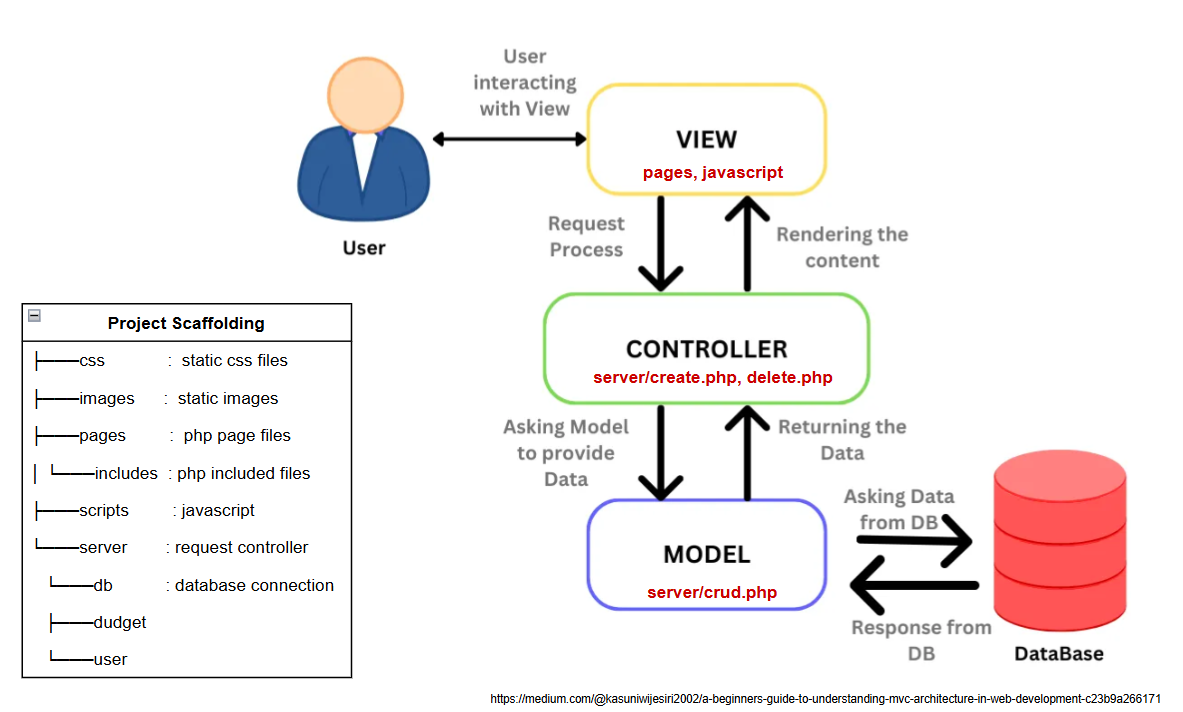 User
interacting
with View
VIEW
pages, javascript
User
Request
Process
Rendering the
content
CONTROLLER
server/create.php, delete.php
Asking Model
to provide
Data
Returning the
Data
MODEL
server/crud.php
Asking Data
from DB
Response from
DB
DataBase
Project Scaffolding
├───css : static css files
├───images : static images
├───pages : php page files
│ └───includes : php included files
├───scripts : javascript
└───server : request controller
└───db : database connection
├───dudget
└───user
https://medium.com/@kasuniwijesiri2002/a-beginners-guide-to-understanding-mvc-architecture-in-web-development-c23b9a266171